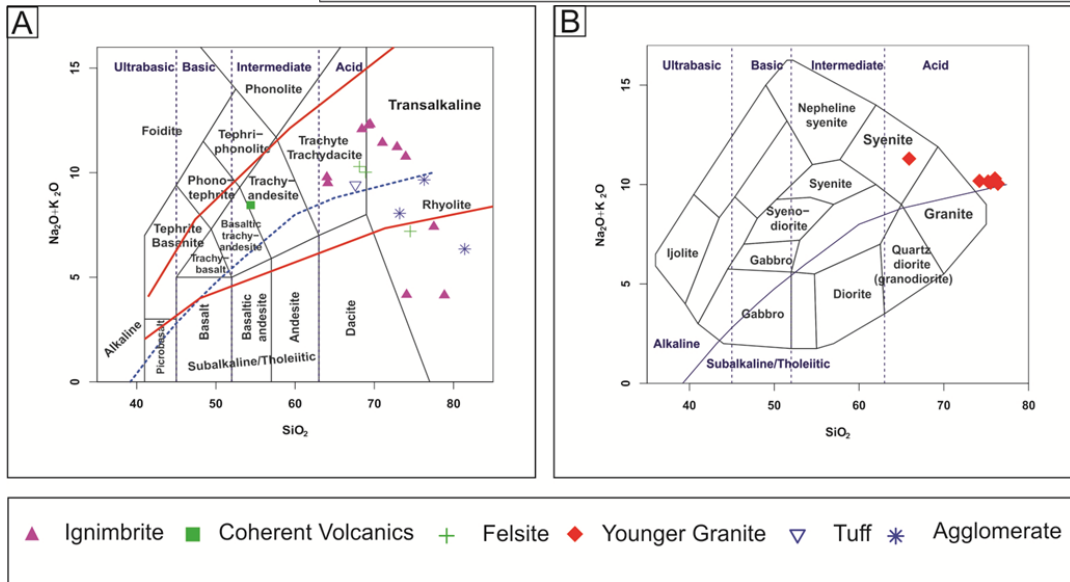 A
Ultrabasic
Basic
Intermediate
Acid
Phonolite
Transalkaline
Foidite
Tephri–
phonolite
Trachyte
Trachydacite
Phono–
tephrite
Trachy–
andesite
Rhyolite
Tephrite
Basanite
Basaltic
trachy–
andesite
Trachy–
basalt
Alkaline
Picrobasalt
Basalt
Basaltic
andesite
Andesite
Dacite
Subalkaline/Tholeiitic
Na2O+K2O
0 5 10 15
40 50 60 70 80
SiO2
B
Ultrabasic
Basic
Intermediate
Acid
Nepheline
syenite
Syenite
Syenite
Syeno–
diorite
Granite
Ijolite
Gabbro
Quartz
diorite
(granodiorite)
Diorite
Gabbro
Alkaline
Subalkaline/Tholeiitic
Na2O+K2O
0 5 10 15
40 50 60 70 80
SiO2
Ignimbrite Coherent Volcanics Felsite Younger Granite Tuff Agglomerate